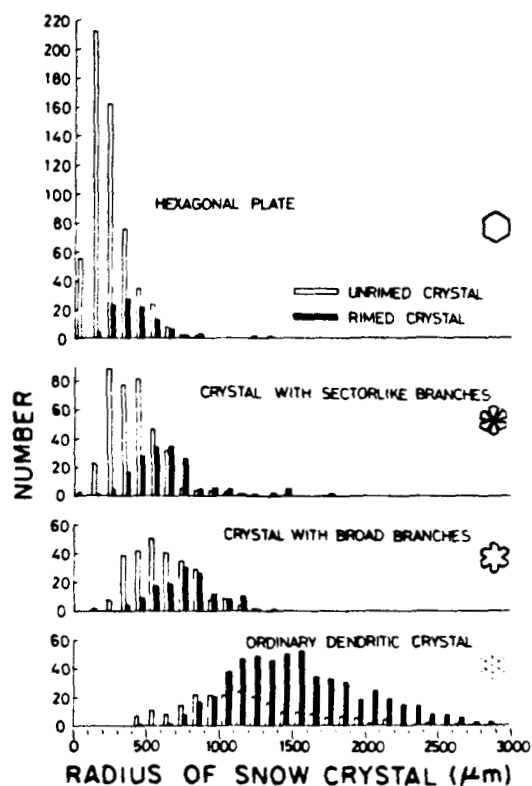 220
200
180
160
140
120
100
80
60
40
20
0
HEXAGONAL PLATE
UNRIMED CRYSTAL
RIMED CRYSTAL
NUMBER
80
60
40
20
0
CRYSTAL WITH SECTORLIKE BRANCHES
60
40
20
0
CRYSTAL WITH BROAD BRANCHES
60
40
20
0
ORDINARY DENDRITIC CRYSTAL
0 500 1000 1500 2000 2500 3000
RADIUS OF SNOW CRYSTAL (μm)